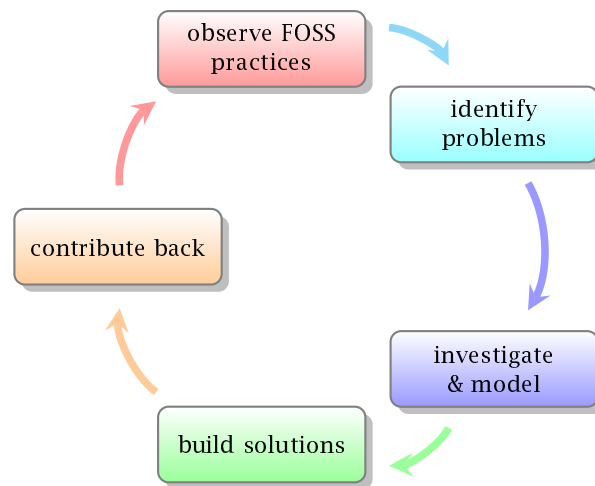 observe FOSS
practices
identify
problems
investigate
& model
build solutions
contribute back